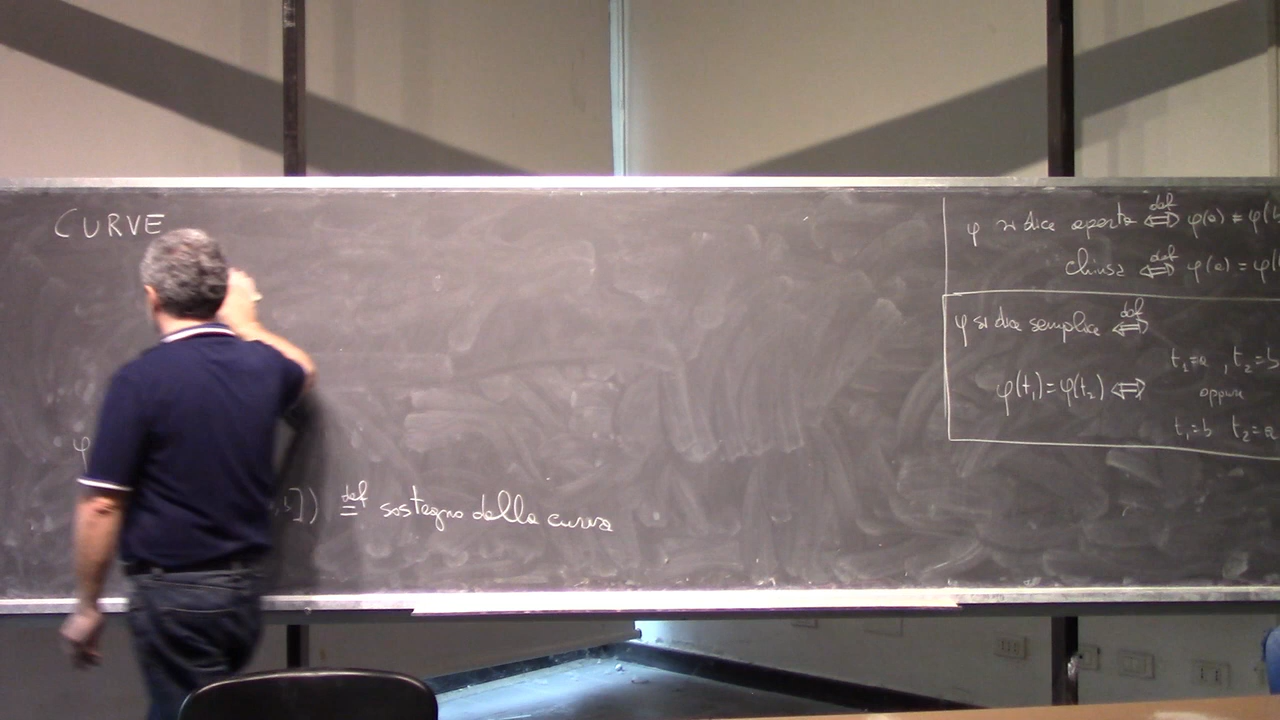 CURVE
φ
,b]) def = sostegno della curva
φ si dice aperta ⇔ def φ(a) ≠ φ(b
chiusa ⇔ def φ(a) = φ(
φ si dice semplice ⇔ def
t₁=a , t₂=b
φ(t₁)=φ(t₂) ⇔ oppure
t₁=b t₂=a